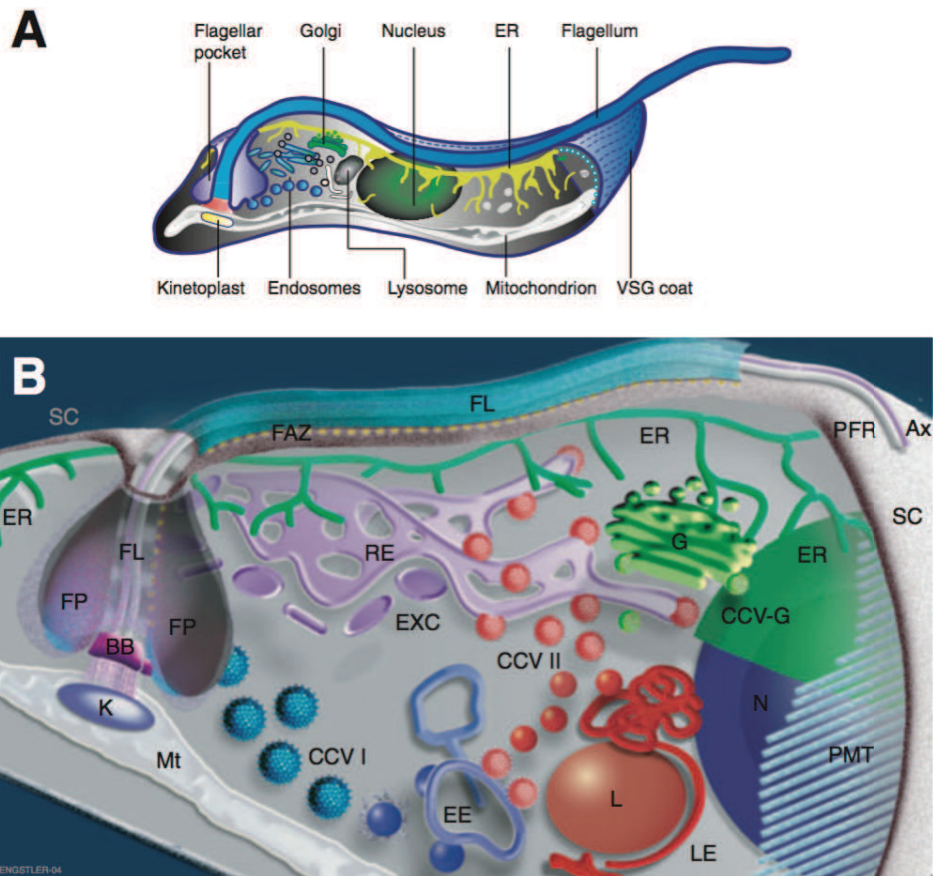 A
Flagellar
pocket
Golgi
Nucleus
ER
Flagellum
Kinetoplast
Endosomes
Lysosome
Mitochondrion
VSG coat
B
SC
FL
FAZ
ER
PFR
Ax
ER
FL
RE
G
ER
SC
FP
FP
EXC
CCV-G
BB
CCV II
K
N
Mt
CCV I
PMT
EE
L
LE
ENGSTLER-04